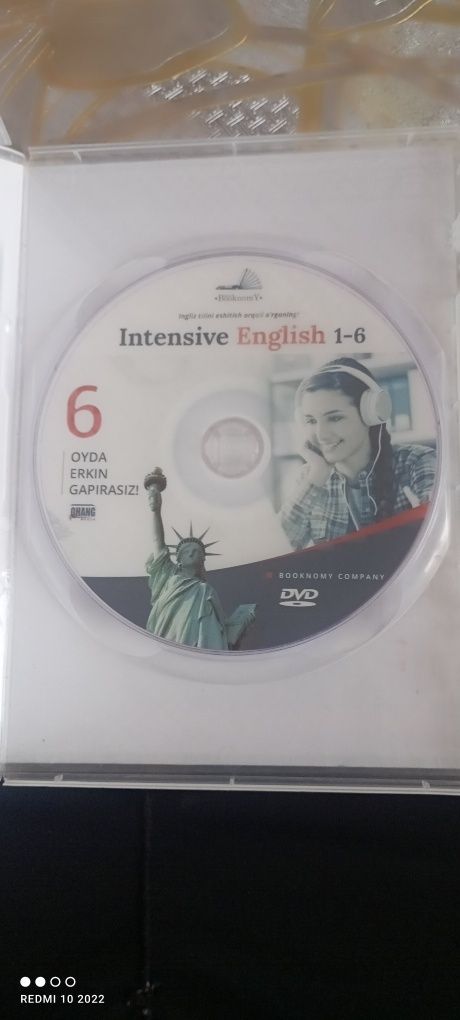 •BooknomY•
Ingliz tilini eshitish orqali o'rganing!
Intensive English 1-6
6
OYDA
ERKIN
GAPIRASIZ!
OHANG
BOOKNOMY COMPANY
DVD
REDMI 10 2022